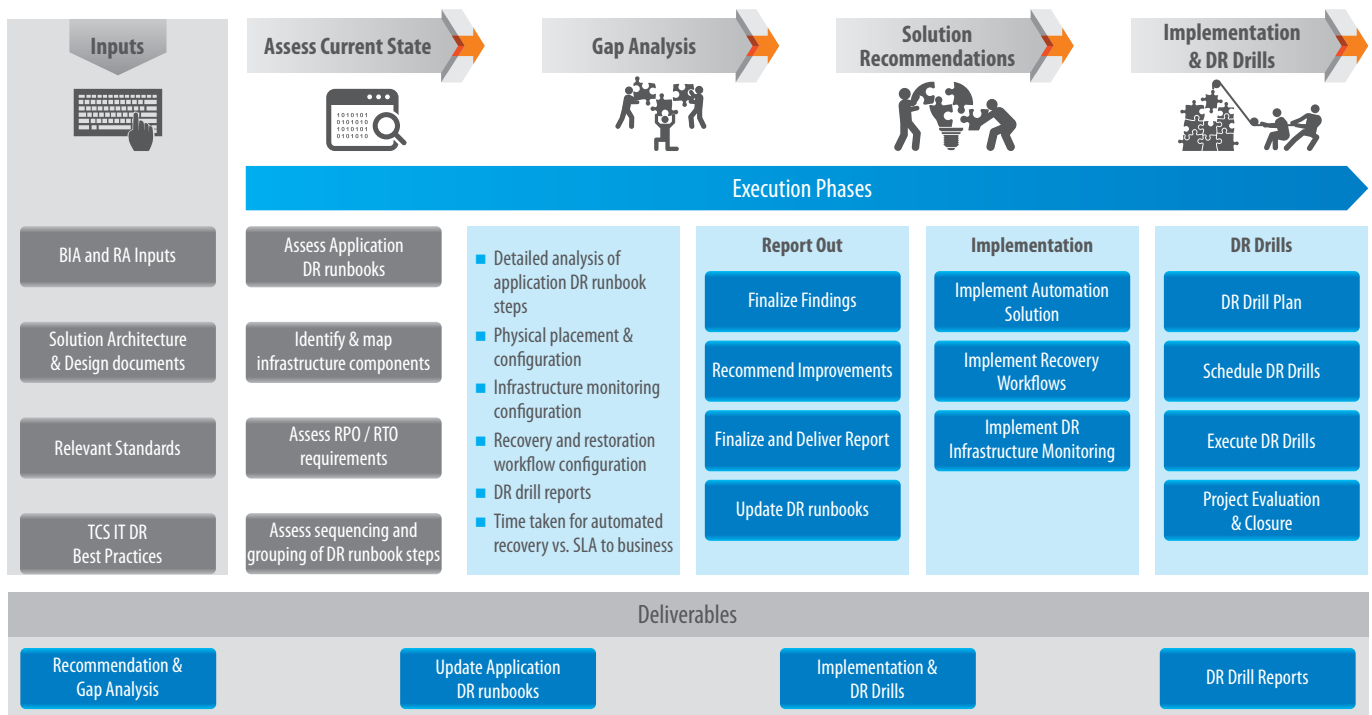 Inputs
Assess Current State
Gap Analysis
Solution
Recommendations
Implementation
& DR Drills
1010101
0101010
1010101
0101010
Execution Phases
BIA and RA Inputs
Solution Architecture
& Design documents
Relevant Standards
TCS IT DR
Best Practices
Assess Application
DR runbooks
Identify & map
infrastructure components
Assess RPO / RTO
requirements
Assess sequencing and
grouping of DR runbook steps
Detailed analysis of
application DR runbook
steps
Physical placement &
configuration
Infrastructure monitoring
configuration
Recovery and restoration
workflow configuration
DR drill reports
Time taken for automated
recovery vs. SLA to business
Report Out
Finalize Findings
Recommend Improvements
Finalize and Deliver Report
Update DR runbooks
Implementation
Implement Automation
Solution
Implement Recovery
Workflows
Implement DR
Infrastructure Monitoring
DR Drills
DR Drill Plan
Schedule DR Drills
Execute DR Drills
Project Evaluation
& Closure
Deliverables
Recommendation &
Gap Analysis
Update Application
DR runbooks
Implementation &
DR Drills
DR Drill Reports